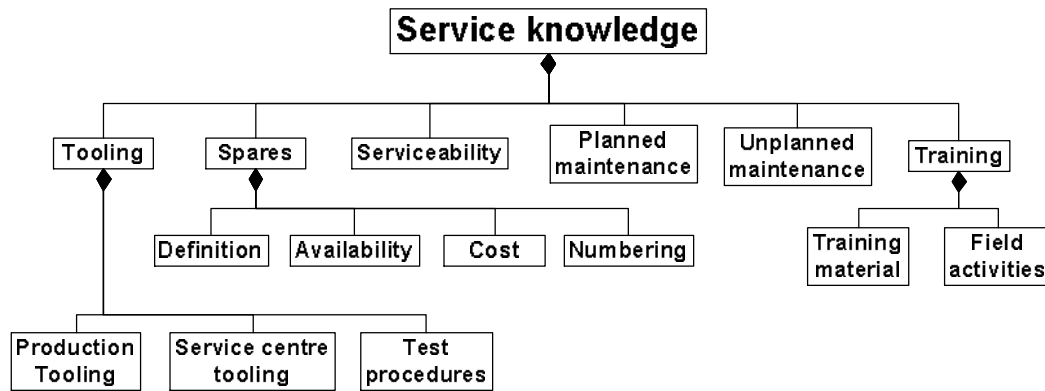 Service knowledge
Tooling
Spares
Serviceability
Planned
maintenance
Unplanned
maintenance
Training
Definition
Availability
Cost
Numbering
Training
material
Field
activities
Production
Tooling
Service centre
tooling
Test
procedures